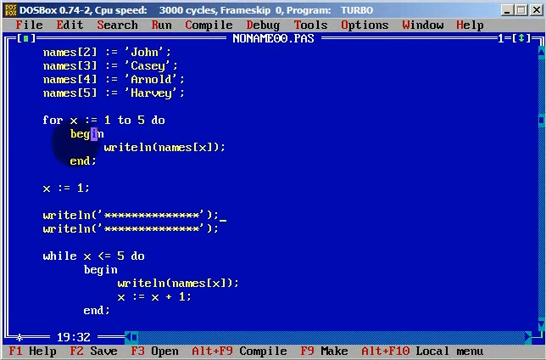 DOSBox 0.74-2, Cpu speed: 3000 cycles, Frameskip 0, Program: TURBO
File Edit Search Run Compile Debug Tools Options Window Help
NONAME00.PAS 1
names[2] := 'John';
names[3] := 'Casey';
names[4] := 'Arnold';
names[5] := 'Harvey';
for x := 1 to 5 do
begin
writeln(names[x]);
end;
x := 1;
writeln('**************');
writeln('**************');
while x <= 5 do
begin
writeln(names[x]);
x := x + 1;
end;
19:32
F1 Help F2 Save F3 Open Alt+F9 Compile F9 Make Alt+F10 Local menu